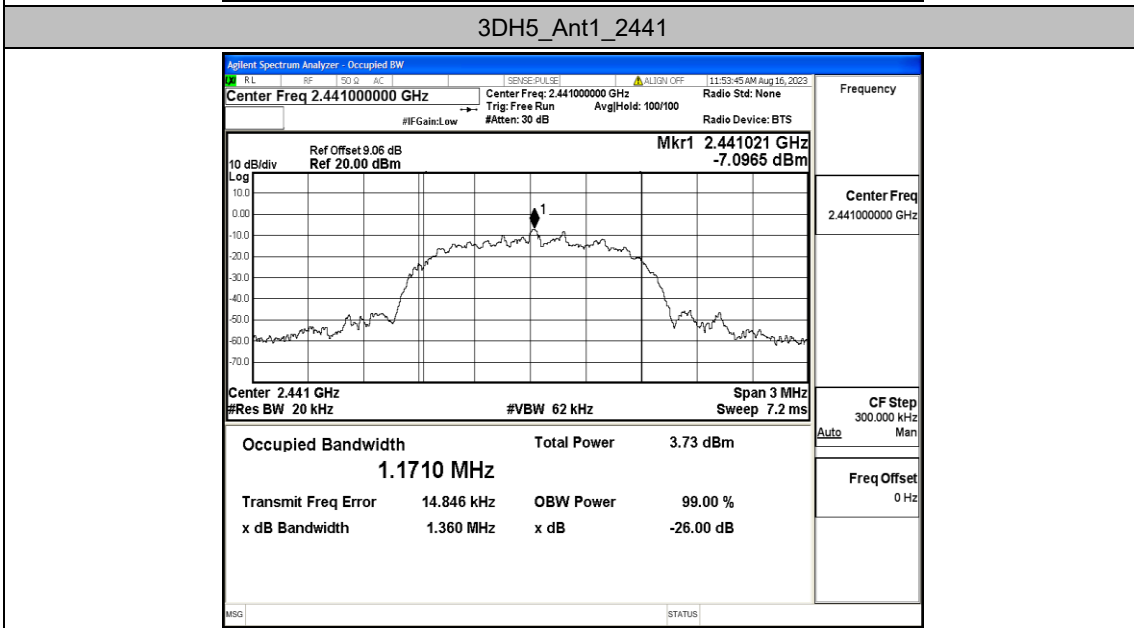 3DH5_Ant1_2441
Agilent Spectrum Analyzer - Occupied BW
RL RF 50 Ω AC SENSE:PULSE ALIGN OFF 11:53:45 AM Aug 16, 2023
Center Freq 2.441000000 GHz
Center Freq: 2.441000000 GHz
Radio Std: None
Trig: Free Run Avg|Hold: 100/100
#IFGain:Low #Atten: 30 dB Radio Device: BTS
Frequency
Mkr1 2.441021 GHz
-7.0965 dBm
Ref Offset 9.06 dB
10 dB/div Ref 20.00 dBm
Log
10.0
0.00
-10.0
-20.0
-30.0
-40.0
-50.0
-60.0
-70.0
1
Center Freq
2.441000000 GHz
Center 2.441 GHz Span 3 MHz
#Res BW 20 kHz #VBW 62 kHz Sweep 7.2 ms
CF Step
300.000 kHz
Auto Man
Occupied Bandwidth Total Power 3.73 dBm
1.1710 MHz
Transmit Freq Error 14.846 kHz OBW Power 99.00 %
x dB Bandwidth 1.360 MHz x dB -26.00 dB
Freq Offset
0 Hz
MSG STATUS